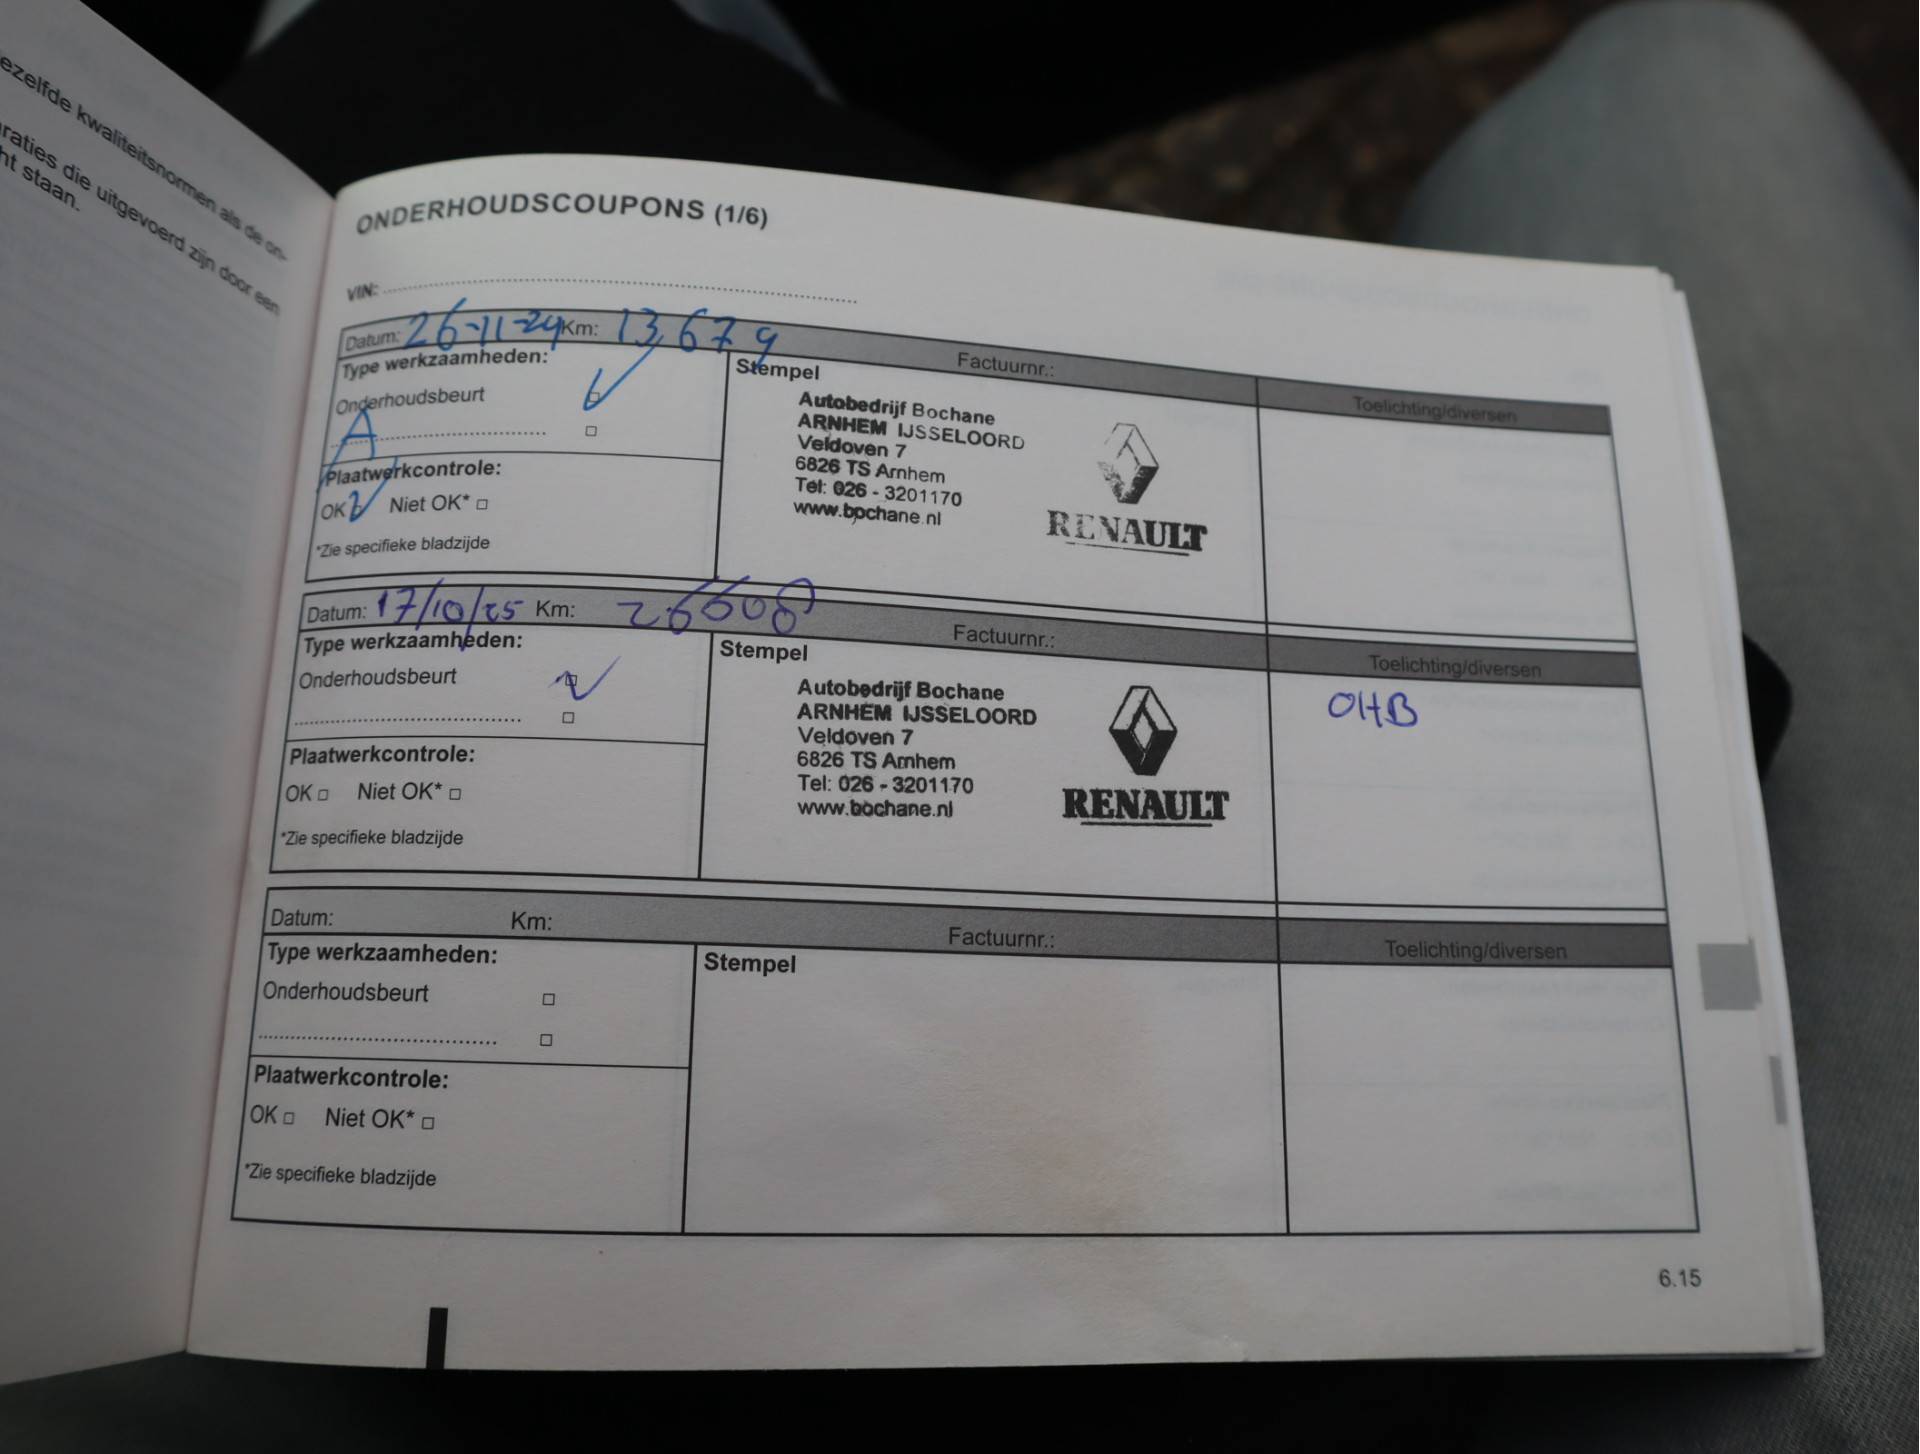 ezelfde kwaliteitsnormen als de on-
raties die uitgevoerd zijn door een
ht staan.
ONDERHOUDSCOUPONS (1/6)
VIN:
Datum: 26-11-24 Km: 13679
Factuurnr.:
Toelichting/diversen
Type werkzaamheden:
Onderhoudsbeurt
A
Plaatwerkcontrole:
OK Niet OK*
*Zie specifieke bladzijde
Stempel
Autobedrijf Bochane
ARNHEM IJSSELOORD
Veldoven 7
6826 TS Arnhem
Tel: 026 - 3201170
www.bochane.nl
RENAULT
Datum: 17/10/25 Km: 26608
Factuurnr.:
Toelichting/diversen
Type werkzaamheden:
Onderhoudsbeurt
Plaatwerkcontrole:
OK □ Niet OK* □
*Zie specifieke bladzijde
Stempel
Autobedrijf Bochane
ARNHEM IJSSELOORD
Veldoven 7
6826 TS Arnhem
Tel: 026 - 3201170
www.bochane.nl
RENAULT
OHB
Datum: Km:
Factuurnr.:
Toelichting/diversen
Type werkzaamheden:
Onderhoudsbeurt □
Plaatwerkcontrole:
OK □ Niet OK* □
*Zie specifieke bladzijde
Stempel
6.15